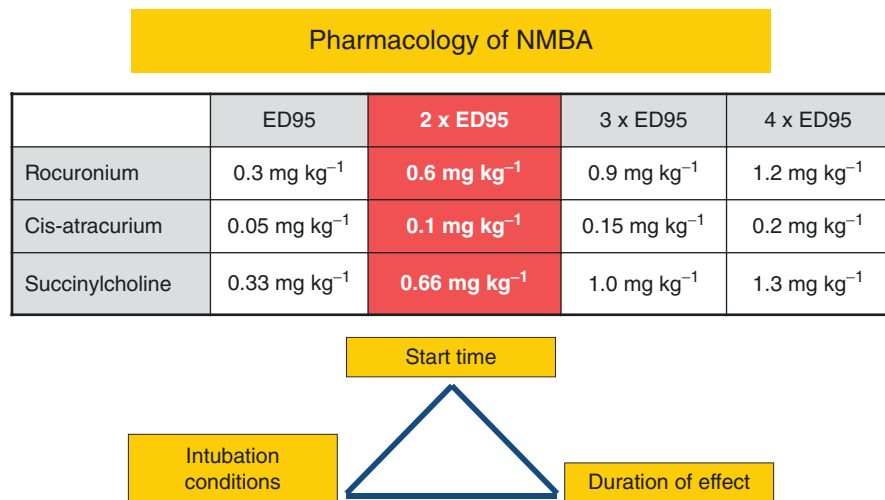 Pharmacology of NMBA
ED95 2 x ED95 3 x ED95 4 x ED95
Rocuronium 0.3 mg kg⁻¹ 0.6 mg kg⁻¹ 0.9 mg kg⁻¹ 1.2 mg kg⁻¹
Cis-atracurium 0.05 mg kg⁻¹ 0.1 mg kg⁻¹ 0.15 mg kg⁻¹ 0.2 mg kg⁻¹
Succinylcholine 0.33 mg kg⁻¹ 0.66 mg kg⁻¹ 1.0 mg kg⁻¹ 1.3 mg kg⁻¹
Start time
Intubation
conditions
Duration of effect